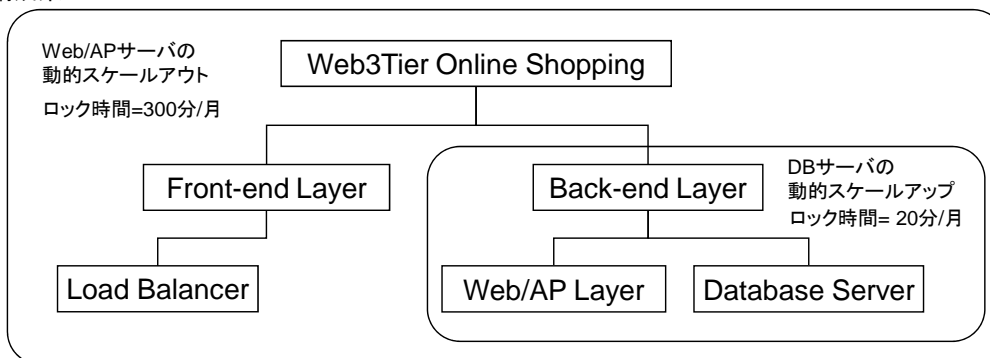 Web/APサーバの
動的スケールアウト
ロック時間=300分/月
Web3Tier Online Shopping
Front-end Layer
Back-end Layer
DBサーバの
動的スケールアップ
ロック時間= 20分/月
Load Balancer
Web/AP Layer
Database Server